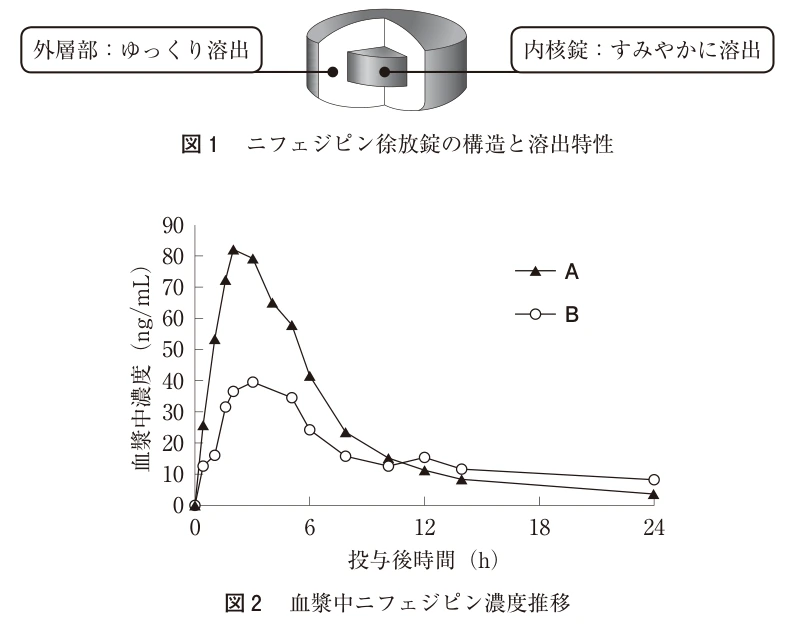 外層部：ゆっくり溶出
内核錠：すみやかに溶出
図1 ニフェジピン徐放錠の構造と溶出特性
90
80
70
60
50
40
30
20
10
0
血漿中濃度（ng/mL）
A
B
0 6 12 18 24
投与後時間（h）
図2 血漿中ニフェジピン濃度推移